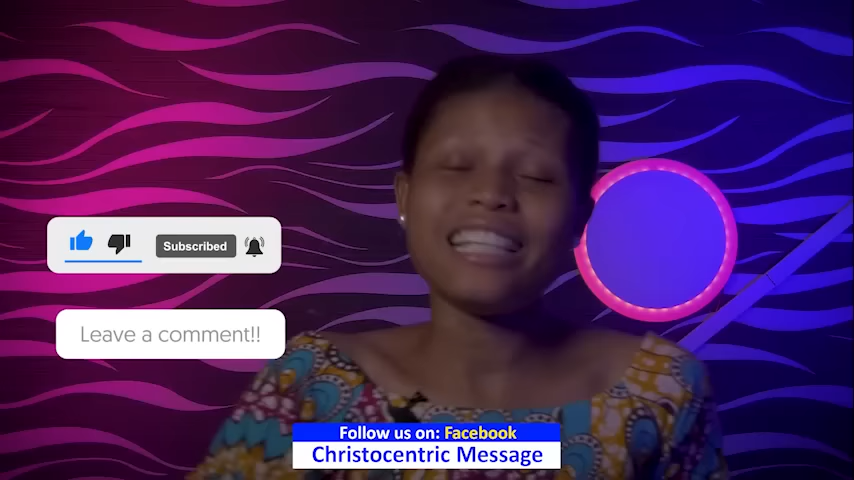 Subscribed
Leave a comment!!
Follow us on: Facebook
Christocentric Message